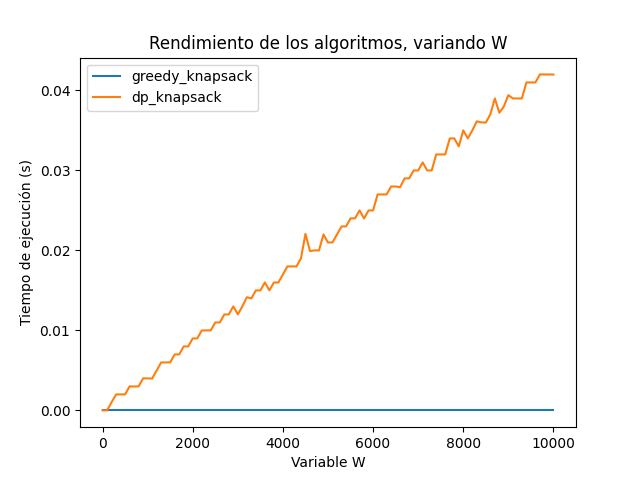 Rendimiento de los algoritmos, variando W
greedy_knapsack
dp_knapsack
0.04
0.03
0.02
0.01
0.00
Tiempo de ejecución (s)
0 2000 4000 6000 8000 10000
Variable W